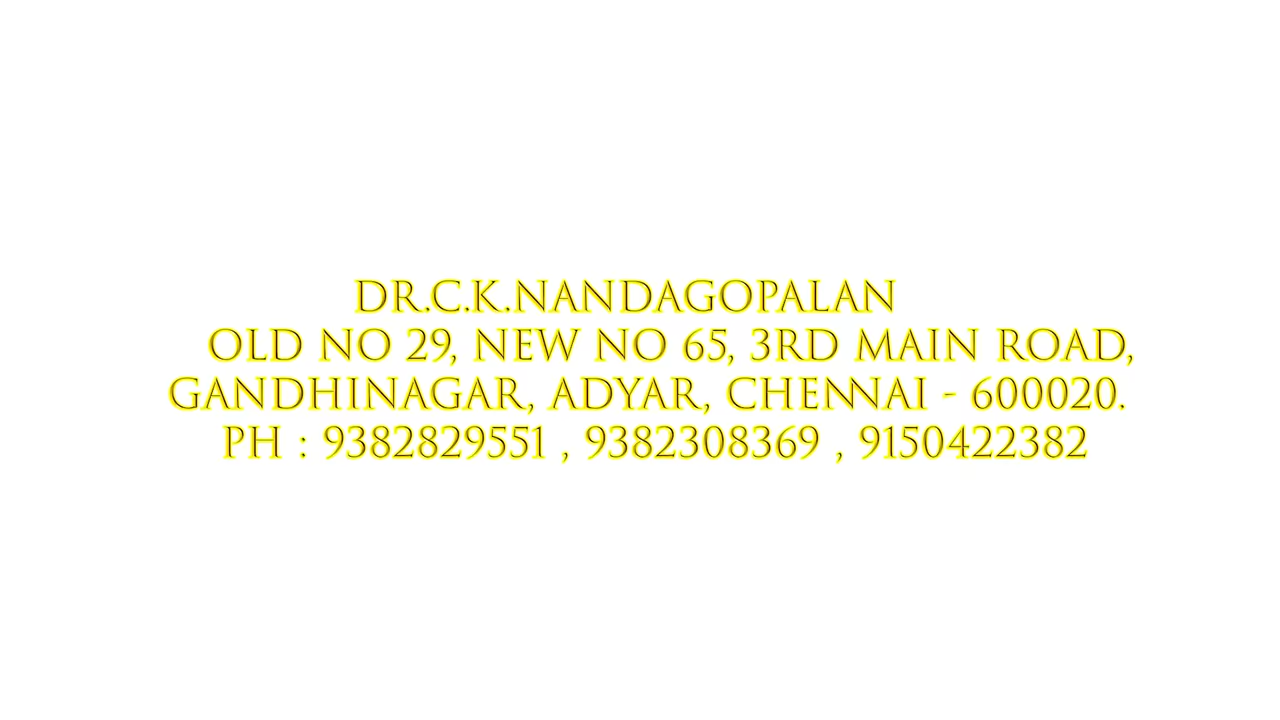 DR.C.K.NANDAGOPALAN
OLD NO 29, NEW NO 65, 3RD MAIN ROAD,
GANDHINAGAR, ADYAR, CHENNAI - 600020.
PH : 9382829551 , 9382308369 , 9150422382